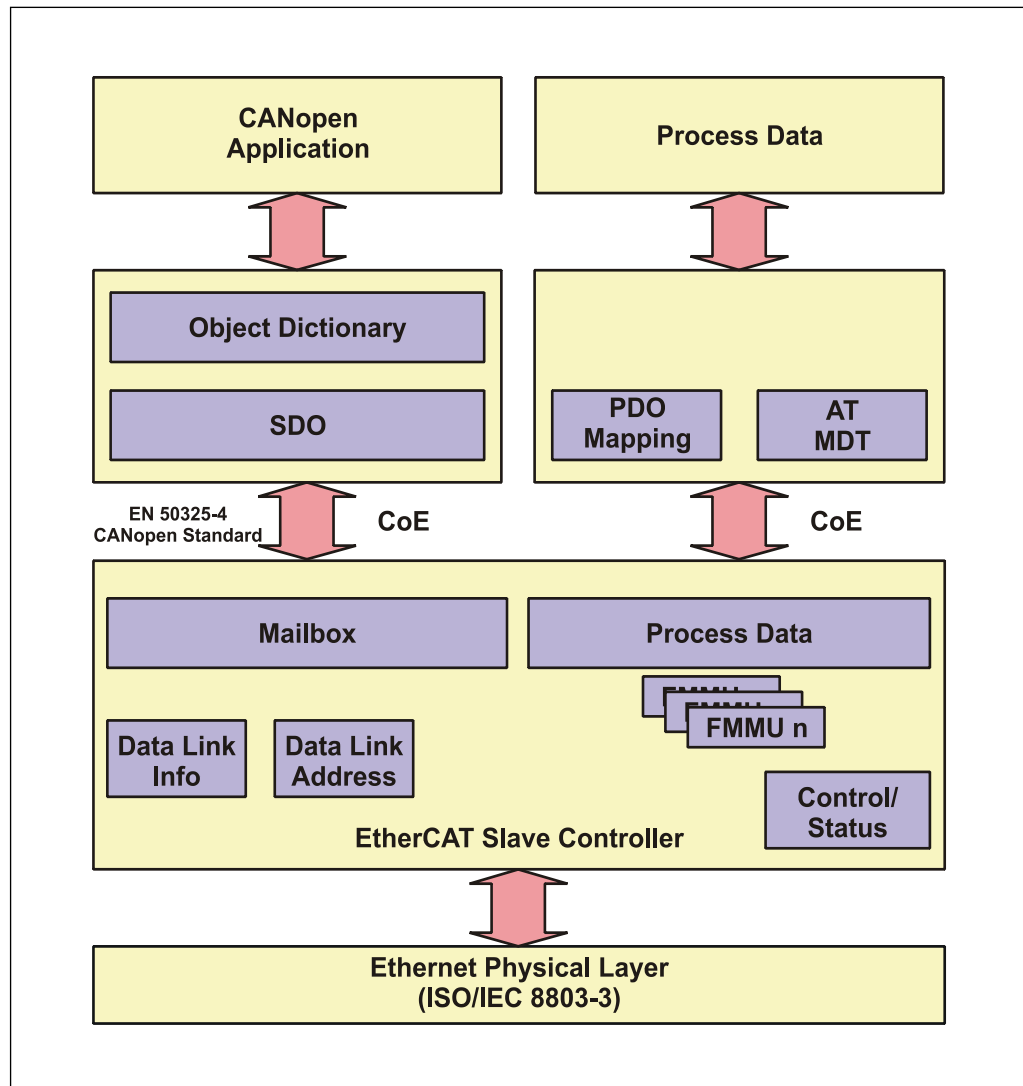 CANopen
Application
Process Data
Object Dictionary
SDO
PDO
Mapping
AT
MDT
EN 50325-4
CANopen Standard
CoE
CoE
Mailbox
Process Data
FMMU
FMMU
FMMU n
Data Link
Info
Data Link
Address
Control/
Status
EtherCAT Slave Controller
Ethernet Physical Layer
(ISO/IEC 8803-3)